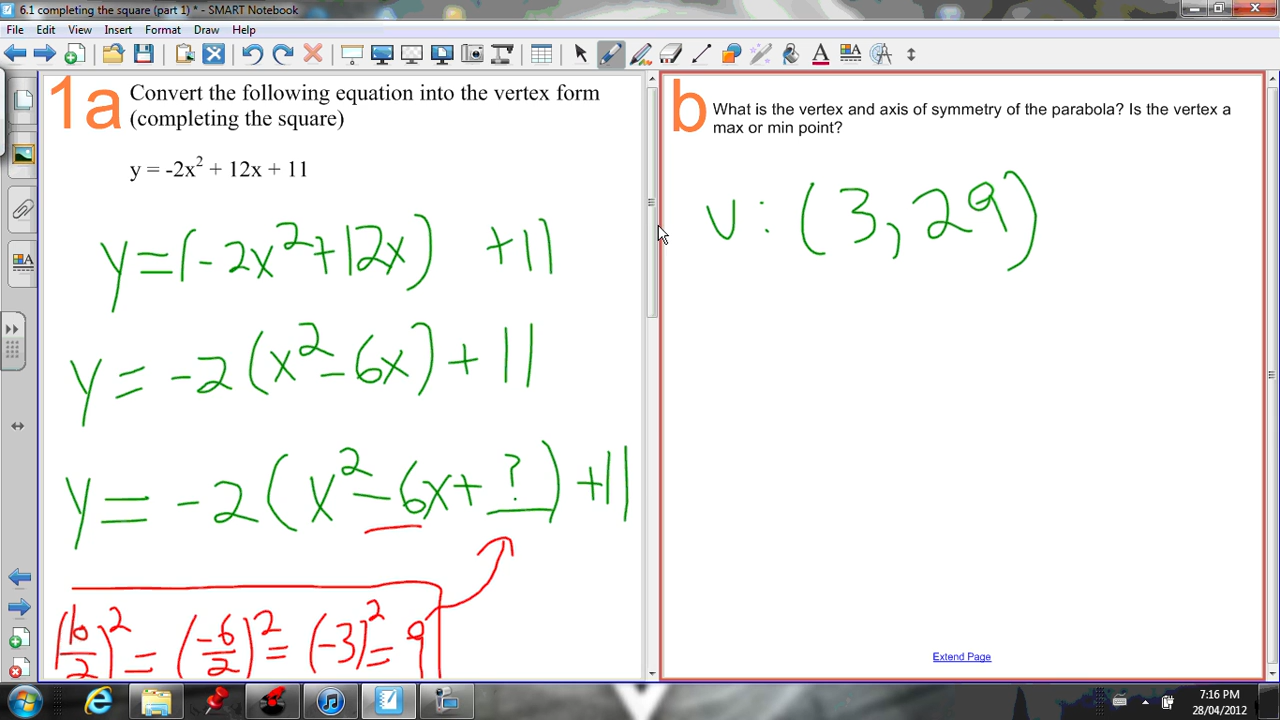 6.1 completing the square (part 1) * - SMART Notebook
File Edit View Insert Format Draw Help
1a Convert the following equation into the vertex form
(completing the square)
y = -2x² + 12x + 11
y = (-2x² + 12x) + 11
y = -2(x² - 6x) + 11
y = -2(x² - 6x + ?) + 11
(b/2)² = (-6/2)² = (-3)² = 9
b What is the vertex and axis of symmetry of the parabola? Is the vertex a
max or min point?
V: (3, 29)
Extend Page
7:16 PM
28/04/2012